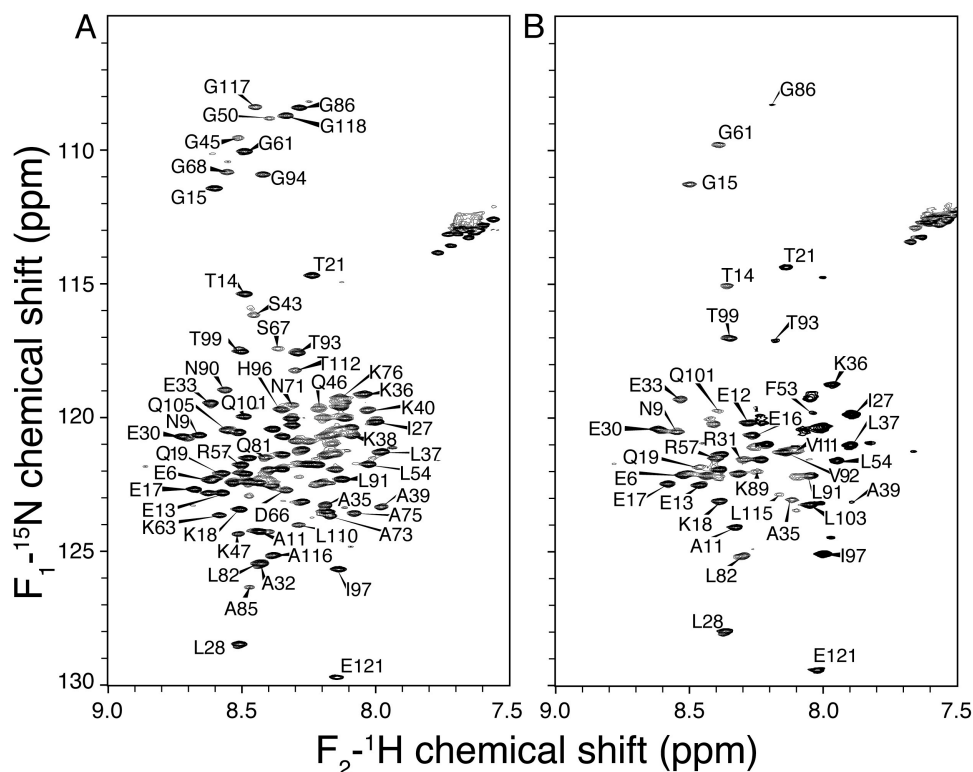 A
B
G117
G86
G50
G118
G45
G61
G68
G94
G15
T21
T14
S43
S67
T99
T93
T112
N90
H96
N71
Q46
K76
E33
K36
Q105
Q101
K40
N9
I27
E30
Q81
K38
Q19
R57
L37
E6
L54
E17
L91
E13
A35
A39
K63
D66
A75
K18
A11
L110
A73
K47
A116
L82
A32
I97
A85
L28
E121
G86
G61
G15
T21
T14
T99
T93
Q101
K36
E33
E12
F53
I27
N9
E16
L37
E30
R31
R57
V111
Q19
V92
L54
E6
K89
L91
A39
E17
E13
L115
L103
K18
A35
A11
I97
L82
L28
E121
110
115
120
125
130
9.0
8.5
8.0
7.5
9.0
8.5
8.0
7.5
F1-15N chemical shift (ppm)
F2-1H chemical shift (ppm)